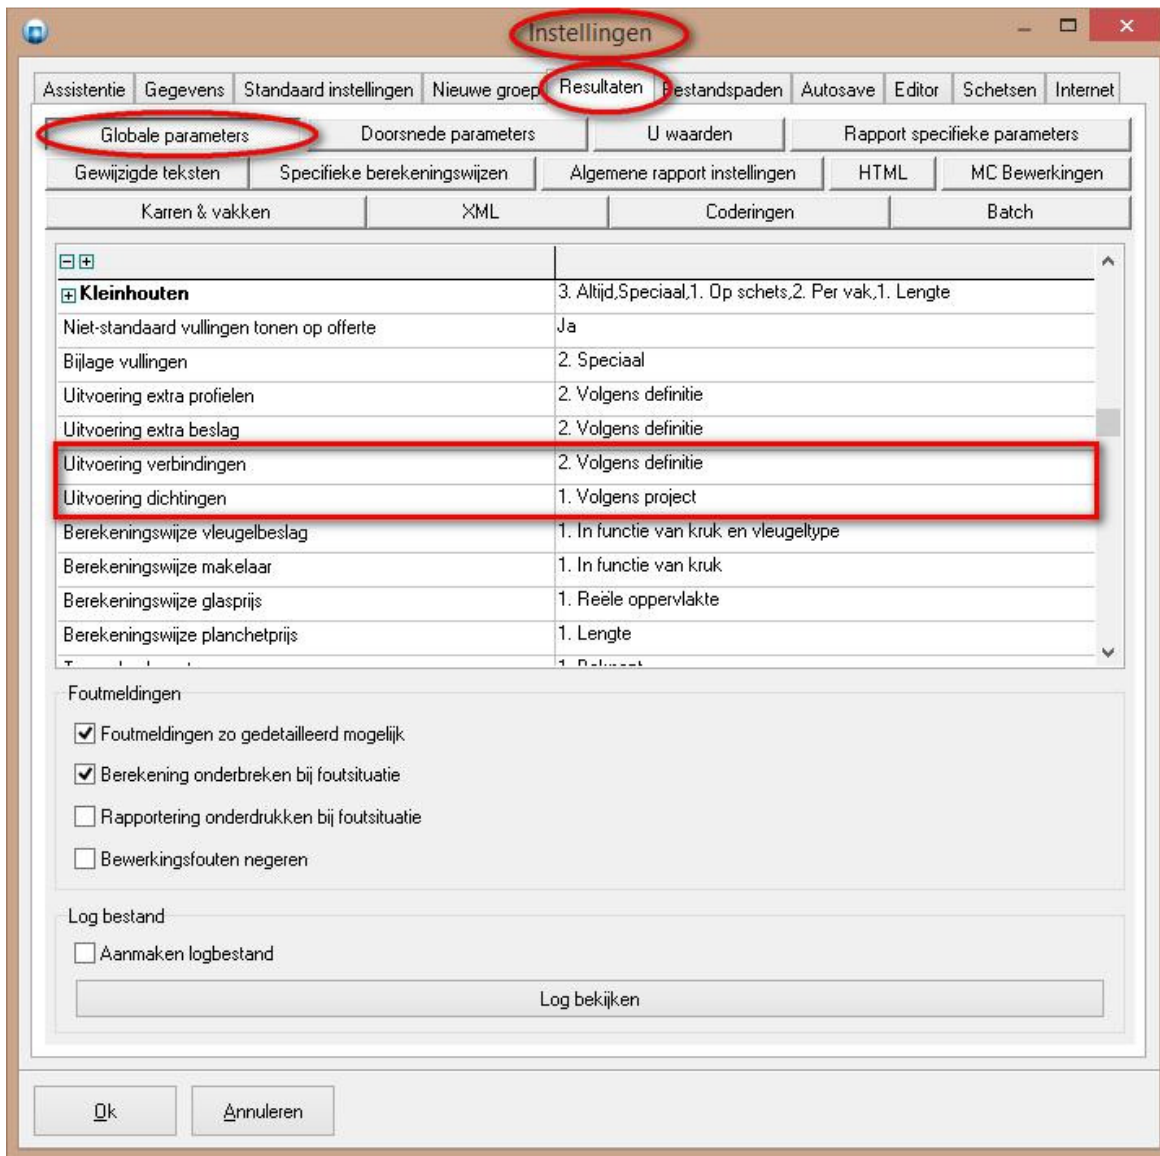 Instellingen
Assistentie Gegevens Standaard instellingen Nieuwe groep Resultaten Bestandspaden Autosave Editor Schetsen Internet
Globale parameters Doorsnede parameters U waarden Rapport specifieke parameters
Gewijzigde teksten Specifieke berekeningswijzen Algemene rapport instellingen HTML MC Bewerkingen
Karren & vakken XML Coderingen Batch
Kleinhouten 3. Altijd,Speciaal,1. Op schets,2. Per vak,1. Lengte
Niet-standaard vullingen tonen op offerte Ja
Bijlage vullingen 2. Speciaal
Uitvoering extra profielen 2. Volgens definitie
Uitvoering extra beslag 2. Volgens definitie
Uitvoering verbindingen 2. Volgens definitie
Uitvoering dichtingen 1. Volgens project
Berekeningswijze vleugelbeslag 1. In functie van kruk en vleugeltype
Berekeningswijze makelaar 1. In functie van kruk
Berekeningswijze glasprijs 1. Reële oppervlakte
Berekeningswijze planchetprijs 1. Lengte
Foutmeldingen
Foutmeldingen zo gedetailleerd mogelijk
Berekening onderbreken bij foutsituatie
Rapportering onderdrukken bij foutsituatie
Bewerkingsfouten negeren
Log bestand
Aanmaken logbestand
Log bekijken
Ok Annuleren